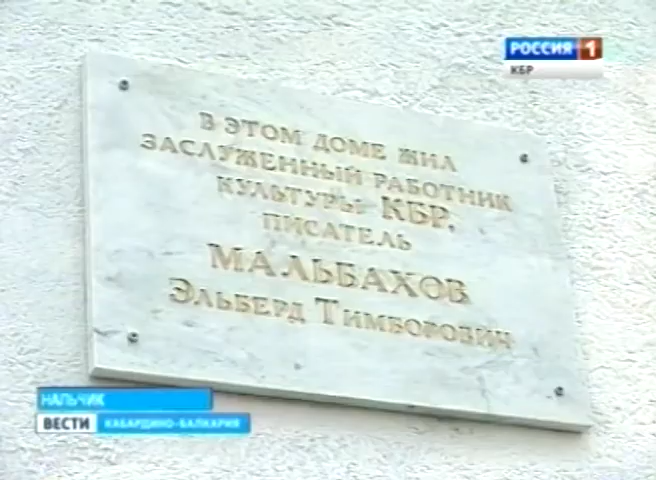 РОССИЯ 1
КБР
В ЭТОМ ДОМЕ ЖИЛ
ЗАСЛУЖЕННЫЙ РАБОТНИК
КУЛЬТУРЫ КБР,
ПИСАТЕЛЬ
МАЛЬБАХОВ
ЭЛЬБЕРД ТИМБОРОВИЧ
НАЛЬЧИК
ВЕСТИ КАБАРДИНО-БАЛКАРИЯ